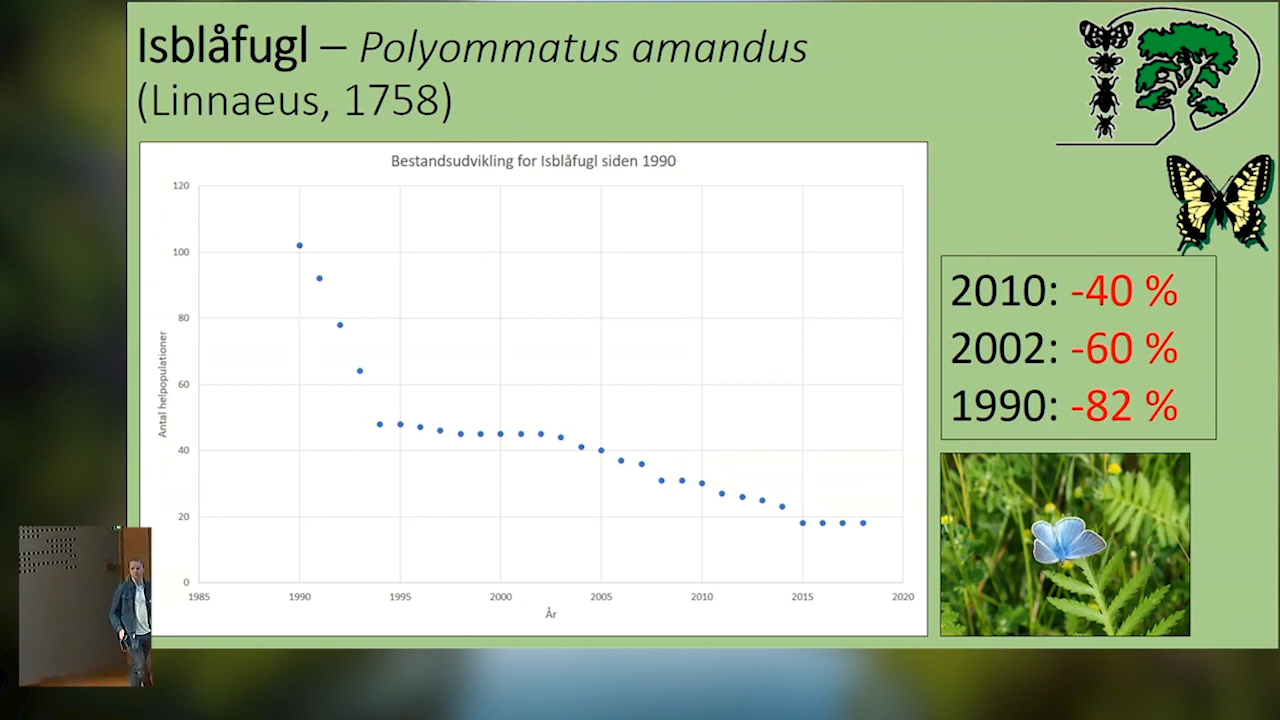 Isblåfugl – Polyommatus amandus
(Linnaeus, 1758)
Bestandsudvikling for Isblåfugl siden 1990
120
100
80
60
40
20
0
Antal helpopulationer
1985 1990 1995 2000 2005 2010 2015 2020
År
2010: -40 %
2002: -60 %
1990: -82 %